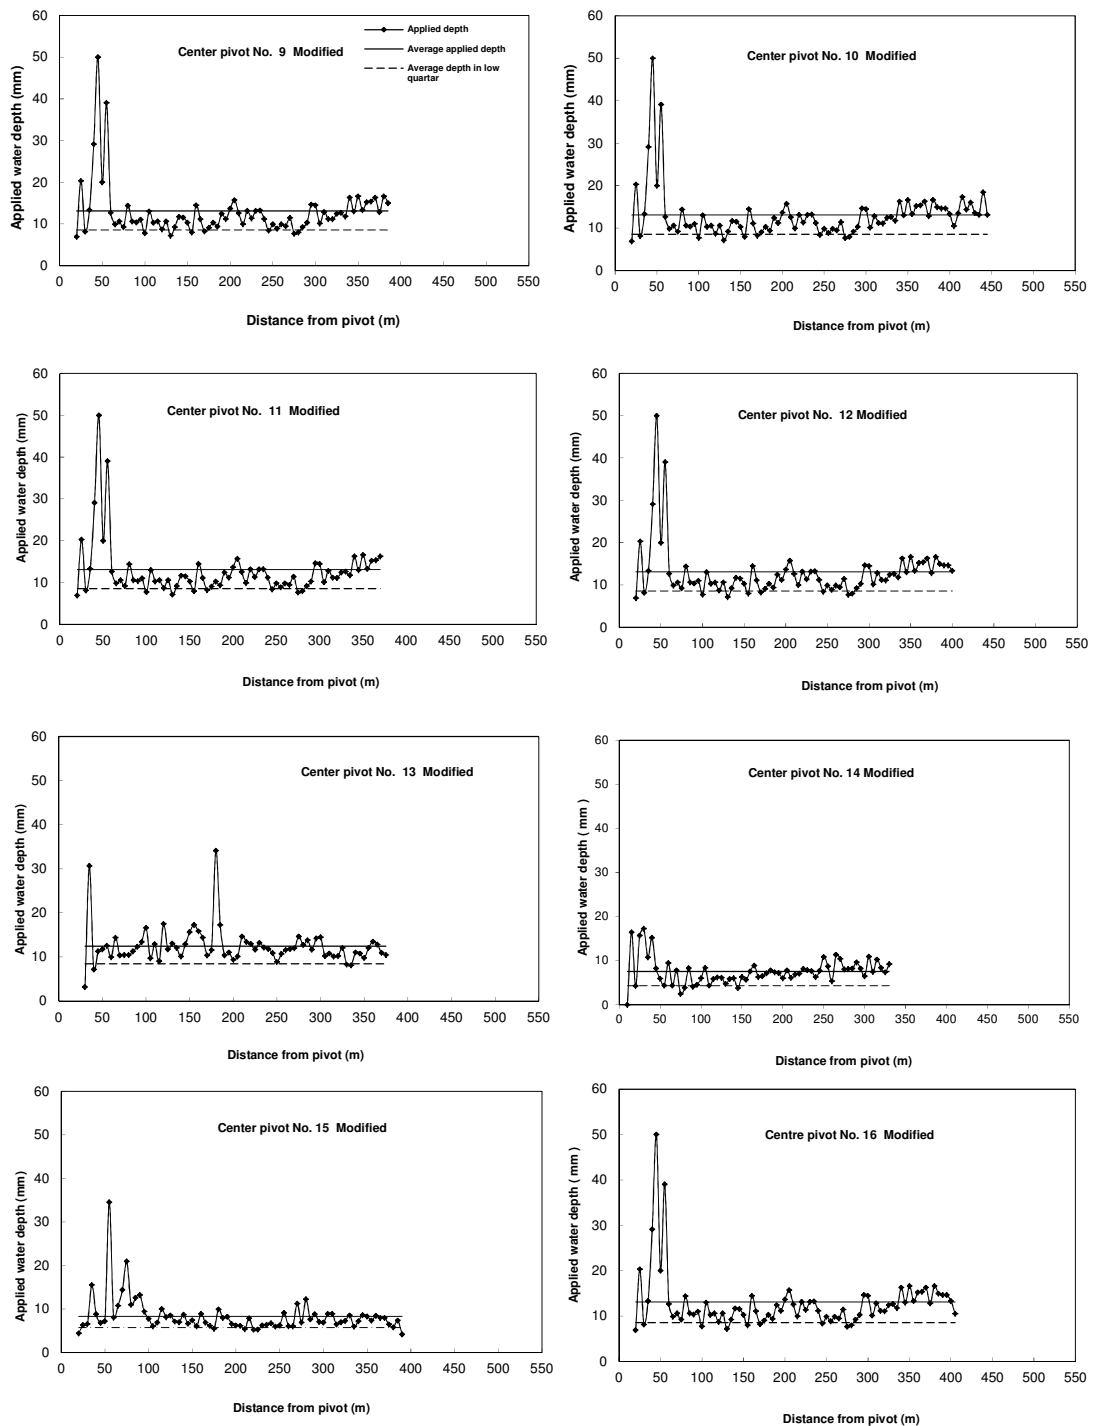 60
50
40
30
20
10
0
Applied water depth (mm)
Center pivot No. 9 Modified
Applied depth
Average applied depth
Average depth in low
quartar
0 50 100 150 200 250 300 350 400 450 500 550
Distance from pivot (m)
60
50
40
30
20
10
0
Applied water depth (mm)
Center pivot No. 10 Modified
0 50 100 150 200 250 300 350 400 450 500 550
Distance from pivot (m)
60
50
40
30
20
10
0
Applied water depth (mm)
Center pivot No. 11 Modified
0 50 100 150 200 250 300 350 400 450 500 550
Distance from pivot (m)
60
50
40
30
20
10
0
Applied water depth (mm)
Center pivot No. 12 Modified
0 50 100 150 200 250 300 350 400 450 500 550
Distance from pivot (m)
60
50
40
30
20
10
0
Applied water depth (mm)
Center pivot No. 13 Modified
0 50 100 150 200 250 300 350 400 450 500 550
Distance from pivot (m)
60
50
40
30
20
10
0
Applied water depth ( mm )
Center pivot No. 14 Modified
0 50 100 150 200 250 300 350 400 450 500 550
Distance from pivot (m)
60
50
40
30
20
10
0
Applied water depth (mm)
Center pivot No. 15 Modified
0 50 100 150 200 250 300 350 400 450 500 550
Distance from pivot (m)
60
50
40
30
20
10
0
Applied water depth ( mm )
Centre pivot No. 16 Modified
0 50 100 150 200 250 300 350 400 450 500 550
Distance from pivot (m)